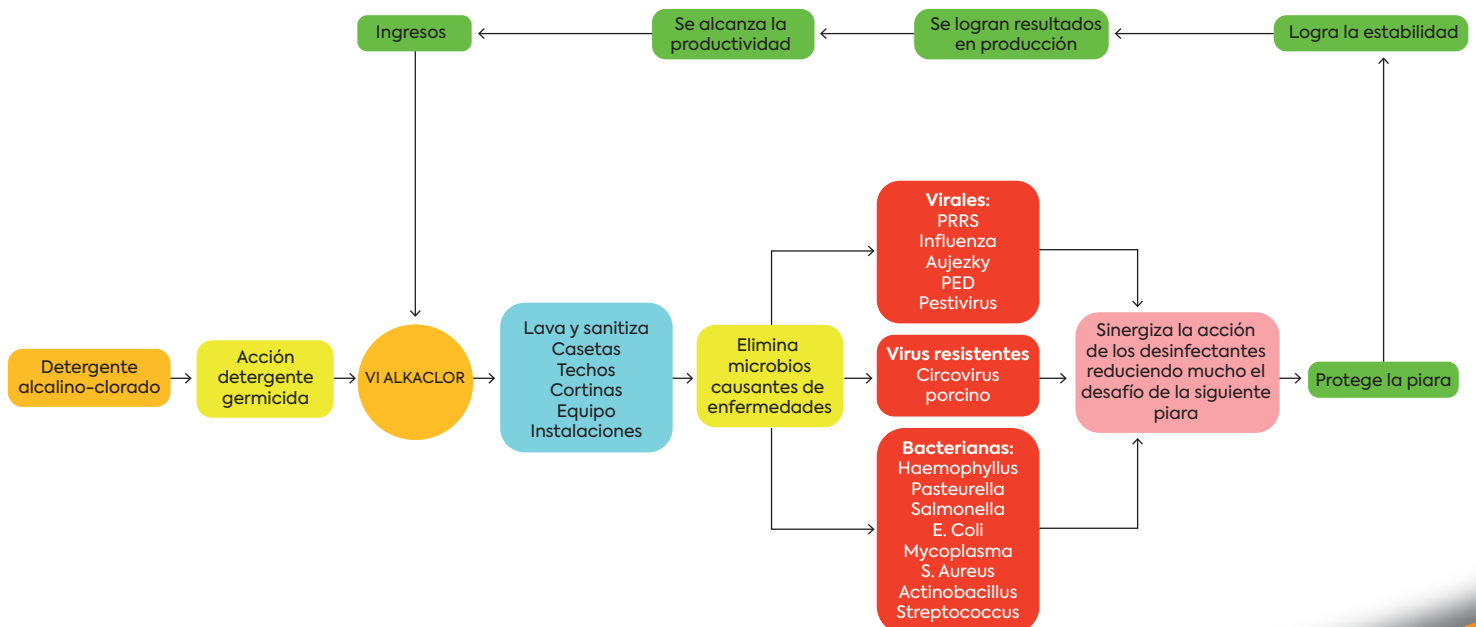 Ingresos
Se alcanza la
productividad
Se logran resultados
en producción
Logra la estabilidad
Detergente
alcalino-clorado
Acción
detergente
germicida
VI ALKACLOR
Lava y sanitiza
Casetas
Techos
Cortinas
Equipo
Instalaciones
Elimina
microbios
causantes de
enfermedades
Virales:
PRRS
Influenza
Aujezky
PED
Pestivirus
Virus resistentes
Circovirus
porcino
Bacterianas:
Haemophyllus
Pasteurella
Salmonella
E. Coli
Mycoplasma
S. Aureus
Actinobacillus
Streptococcus
Sinergiza la acción
de los desinfectantes
reduciendo mucho el
desafío de la siguiente
piara
Protege la piara